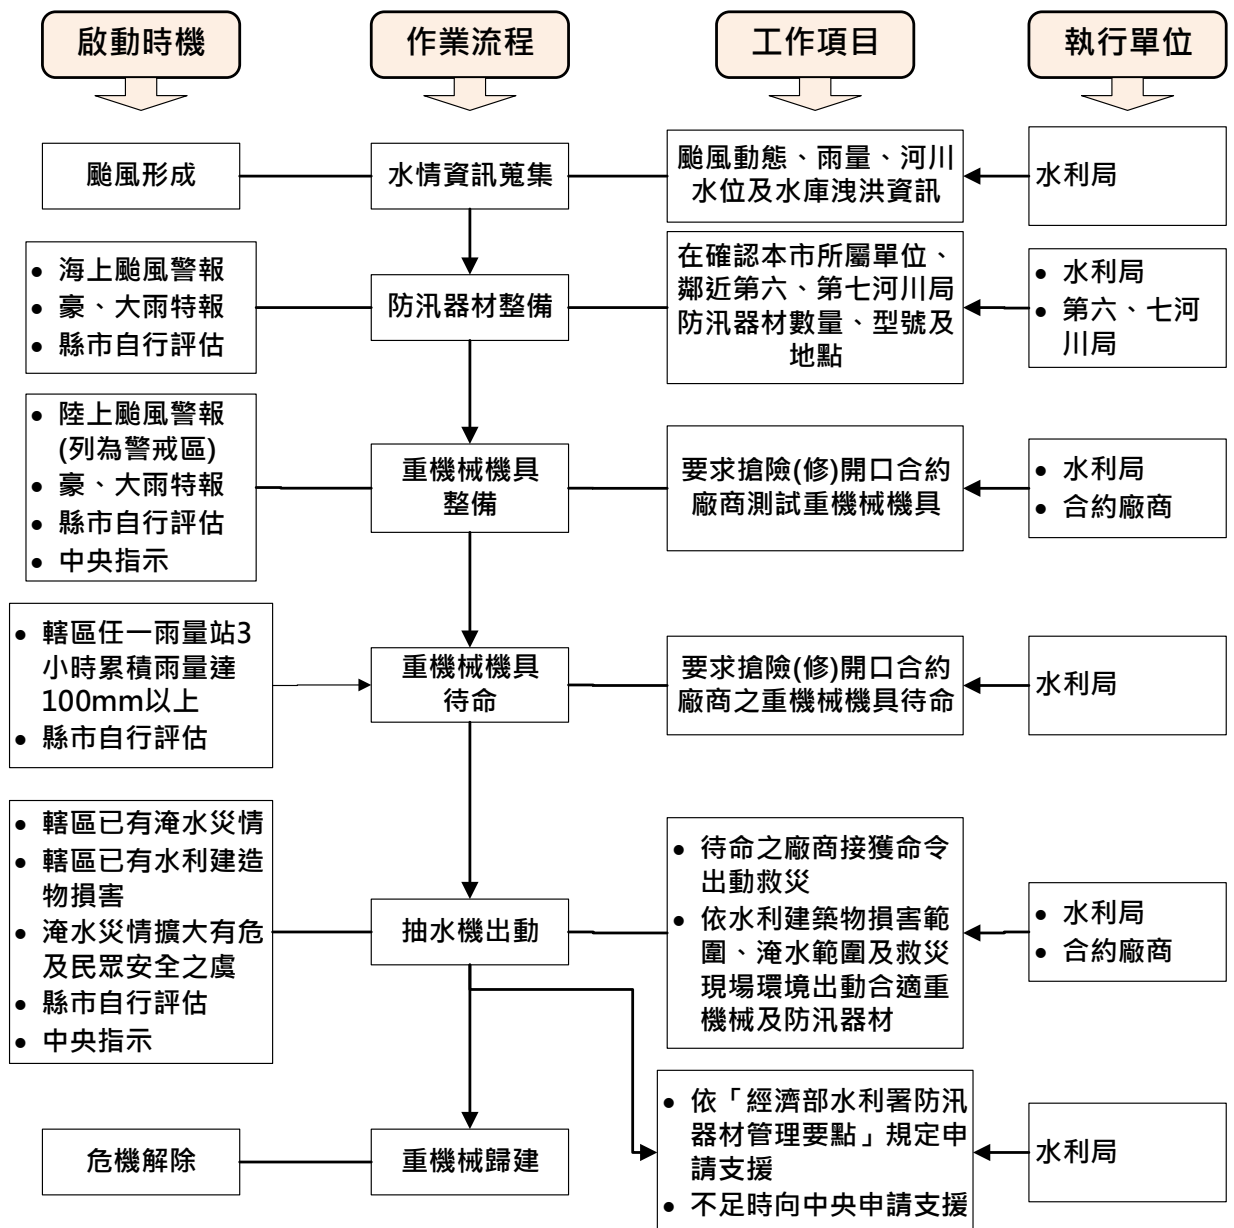 啟動時機
作業流程
工作項目
執行單位
颱風形成
水情資訊蒐集
颱風動態、雨量、河川
水位及水庫洩洪資訊
水利局
• 海上颱風警報
• 豪、大雨特報
• 縣市自行評估
防汛器材整備
在確認本市所屬單位、
鄰近第六、第七河川局
防汛器材數量、型號及
地點
• 水利局
• 第六、七河
川局
• 陸上颱風警報
(列為警戒區)
• 豪、大雨特報
• 縣市自行評估
• 中央指示
重機械機具
整備
要求搶險(修)開口合約
廠商測試重機械機具
• 水利局
• 合約廠商
• 轄區任一雨量站3
小時累積雨量達
100mm以上
• 縣市自行評估
重機械機具
待命
要求搶險(修)開口合約
廠商之重機械機具待命
水利局
• 轄區已有淹水災情
• 轄區已有水利建造
物損害
• 淹水災情擴大有危
及民眾安全之虞
• 縣市自行評估
• 中央指示
抽水機出動
• 待命之廠商接獲命令
出動救災
• 依水利建築物損害範
圍、淹水範圍及救災
現場環境出動合適重
機械及防汛器材
• 水利局
• 合約廠商
危機解除
重機械歸建
• 依「經濟部水利署防汛
器材管理要點」規定申
請支援
• 不足時向中央申請支援
水利局